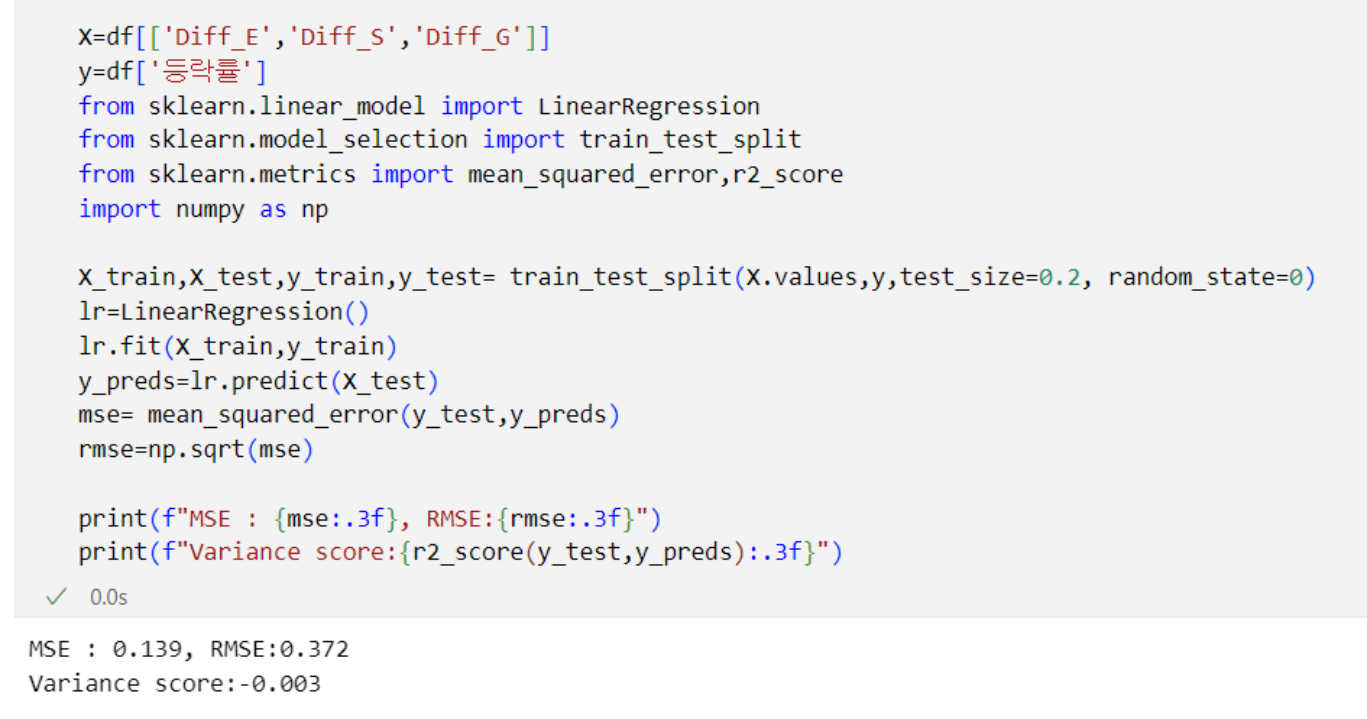 X=df[['Diff_E','Diff_S','Diff_G']]
y=df['등락률']
from sklearn.linear_model import LinearRegression
from sklearn.model_selection import train_test_split
from sklearn.metrics import mean_squared_error,r2_score
import numpy as np
X_train,X_test,y_train,y_test= train_test_split(X.values,y,test_size=0.2, random_state=0)
lr=LinearRegression()
lr.fit(X_train,y_train)
y_preds=lr.predict(X_test)
mse= mean_squared_error(y_test,y_preds)
rmse=np.sqrt(mse)
print(f"MSE : {mse:.3f}, RMSE:{rmse:.3f}")
print(f"Variance score:{r2_score(y_test,y_preds):.3f}")
✓ 0.0s
MSE : 0.139, RMSE:0.372
Variance score:-0.003